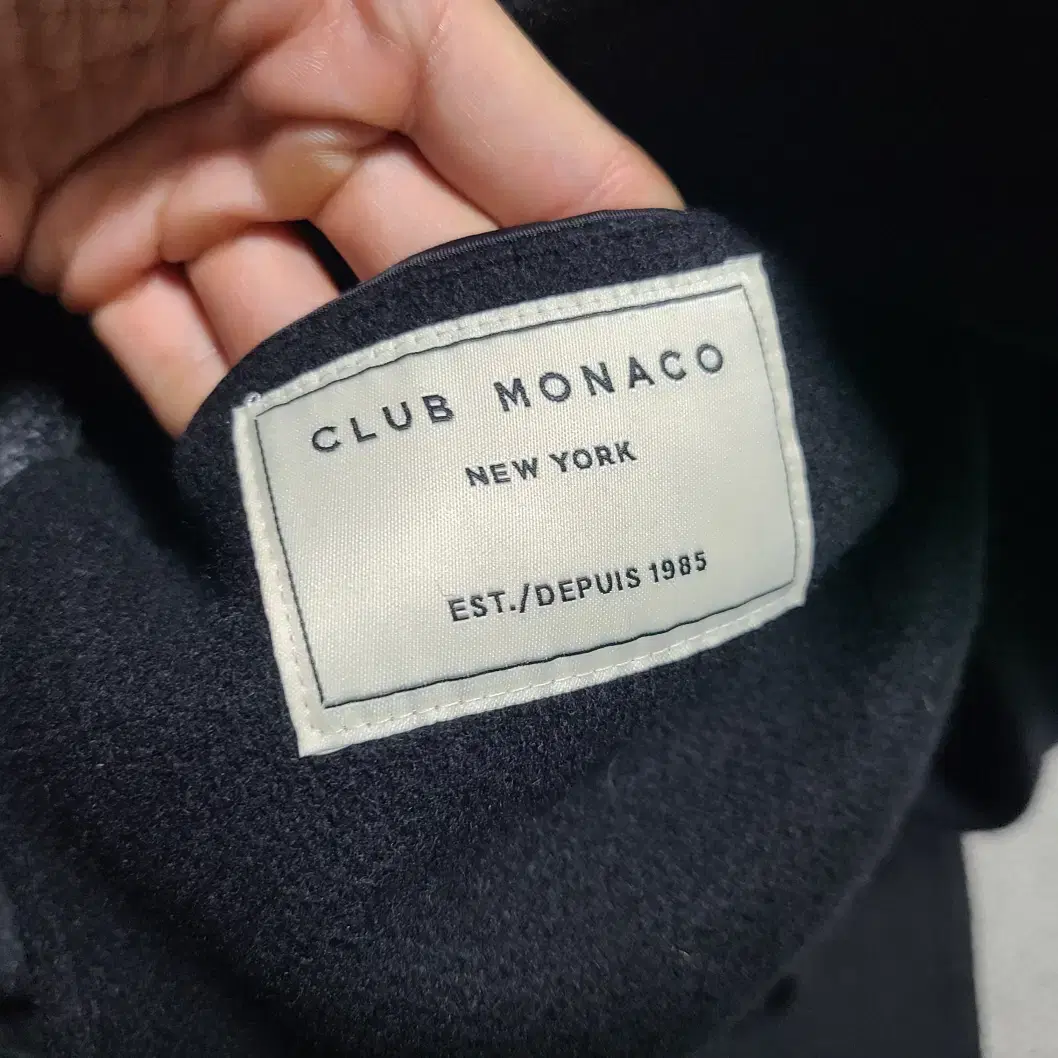 CLUB MONACO
NEW YORK
EST./DEPUIS 1985